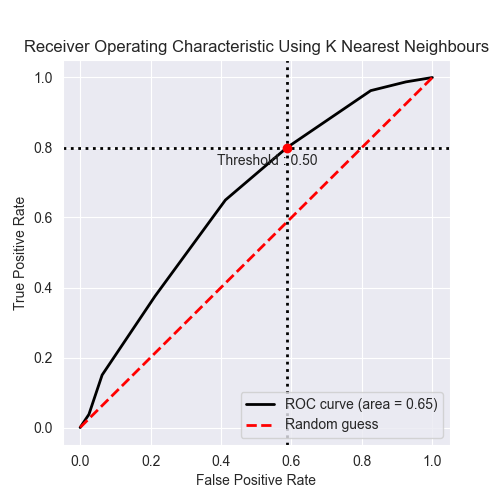 Receiver Operating Characteristic Using K Nearest Neighbours
1.0
0.8
0.6
0.4
0.2
0.0
True Positive Rate
Threshold : 0.50
ROC curve (area = 0.65)
Random guess
0.0 0.2 0.4 0.6 0.8 1.0
False Positive Rate